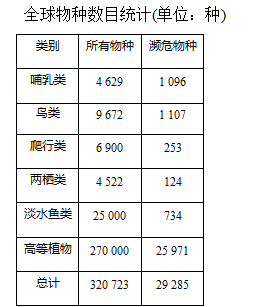 全球物种数目统计(单位：种)
类别 所有物种 濒危物种
哺乳类 4 629 1 096
鸟类 9 672 1 107
爬行类 6 900 253
两栖类 4 522 124
淡水鱼类 25 000 734
高等植物 270 000 25 971
总计 320 723 29 285